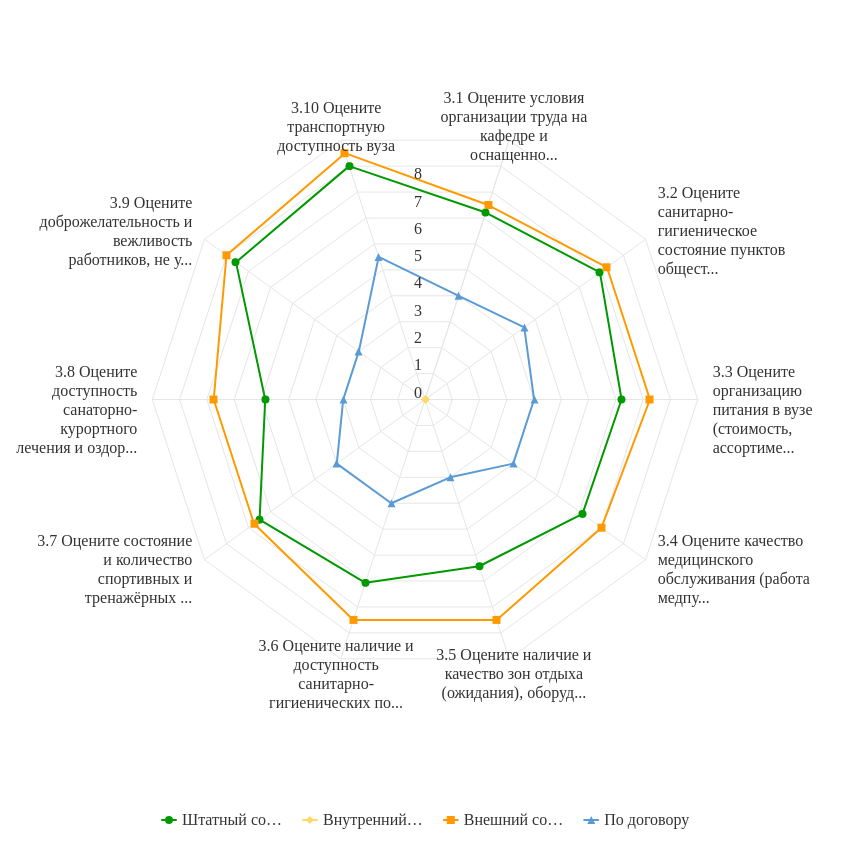 3.10 Оцените
транспортную
доступность вуза
3.1 Оцените условия
организации труда на
кафедре и
оснащенно...
3.2 Оцените
санитарно-
гигиеническое
состояние пунктов
общест...
3.3 Оцените
организацию
питания в вузе
(стоимость,
ассортиме...
3.4 Оцените качество
медицинского
обслуживания (работа
медпу...
3.5 Оцените наличие и
качество зон отдыха
(ожидания), оборуд...
3.6 Оцените наличие и
доступность
санитарно-
гигиенических по...
3.7 Оцените состояние
и количество
спортивных и
тренажёрных ...
3.8 Оцените
доступность
санаторно-
курортного
лечения и оздор...
3.9 Оцените
доброжелательность и
вежливость
работников, не у...
8
7
6
5
4
3
2
1
0
Штатный со… Внутренний… Внешний со… По договору